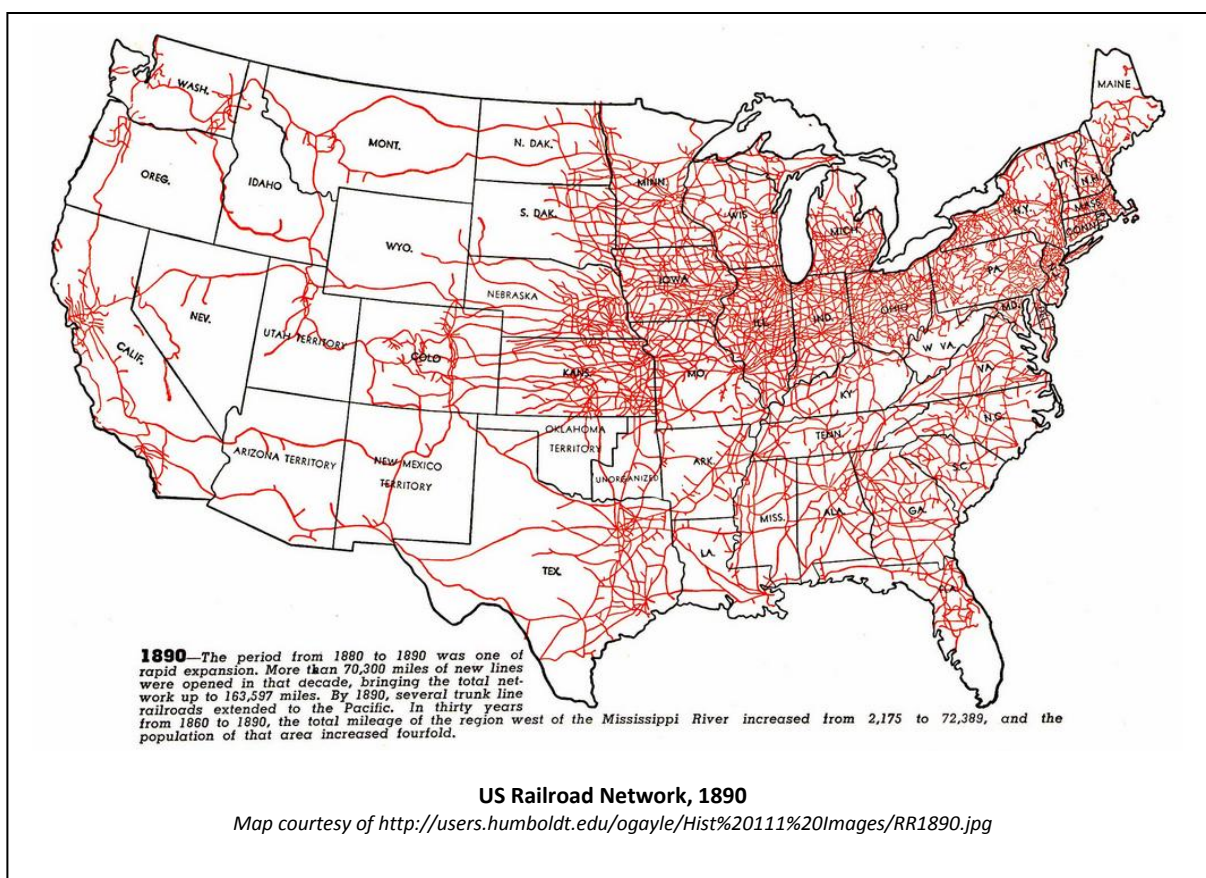 MAINE
WASH.
MONT.
N. DAK.
MINN.
VT.
N.H.
OREG.
IDAHO
S. DAK.
WIS.
MICH.
N.Y.
MASS.
CONN.
WYO.
IOWA
PA.
NEBRASKA
NEV.
UTAH TERRITORY
COLO
ILL.
IND.
OHIO
MD.
CALIF.
KANS.
MO.
W VA.
VA.
KY.
OKLAHOMA
TERRITORY
N.C.
TENN.
ARIZONA TERRITORY
NEW MEXICO
TERRITORY
UNORGANIZED
ARK.
S.C.
MISS.
ALA.
GA.
TEX.
LA.
FLA.
1890—The period from 1880 to 1890 was one of
rapid expansion. More than 70,300 miles of new lines
were opened in that decade, bringing the total net-
work up to 163,597 miles. By 1890, several trunk line
railroads extended to the Pacific. In thirty years
from 1860 to 1890, the total mileage of the region west of the Mississippi River increased from 2,175 to 72,389, and the
population of that area increased fourfold.
US Railroad Network, 1890
Map courtesy of http://users.humboldt.edu/ogayle/Hist%20111%20Images/RR1890.jpg